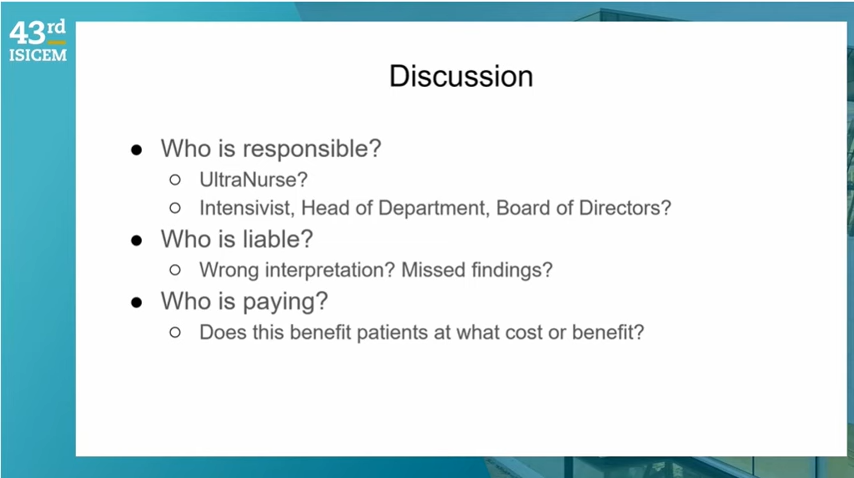 43rd
ISICEM
Discussion
● Who is responsible?
○ UltraNurse?
○ Intensivist, Head of Department, Board of Directors?
● Who is liable?
○ Wrong interpretation? Missed findings?
● Who is paying?
○ Does this benefit patients at what cost or benefit?